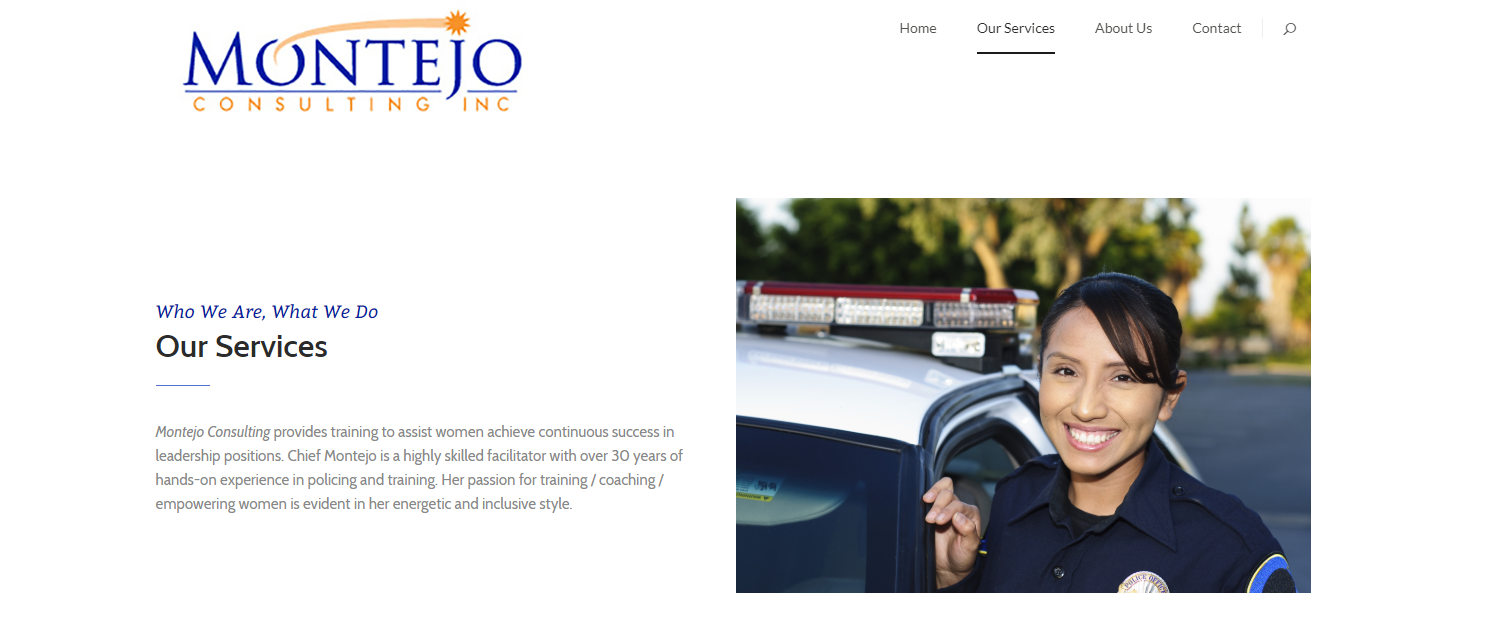 MONTEJO
CONSULTING INC
Home Our Services About Us Contact
Who We Are, What We Do
Our Services
Montejo Consulting provides training to assist women achieve continuous success in
leadership positions. Chief Montejo is a highly skilled facilitator with over 30 years of
hands-on experience in policing and training. Her passion for training / coaching /
empowering women is evident in her energetic and inclusive style.
POLICE OFFICER